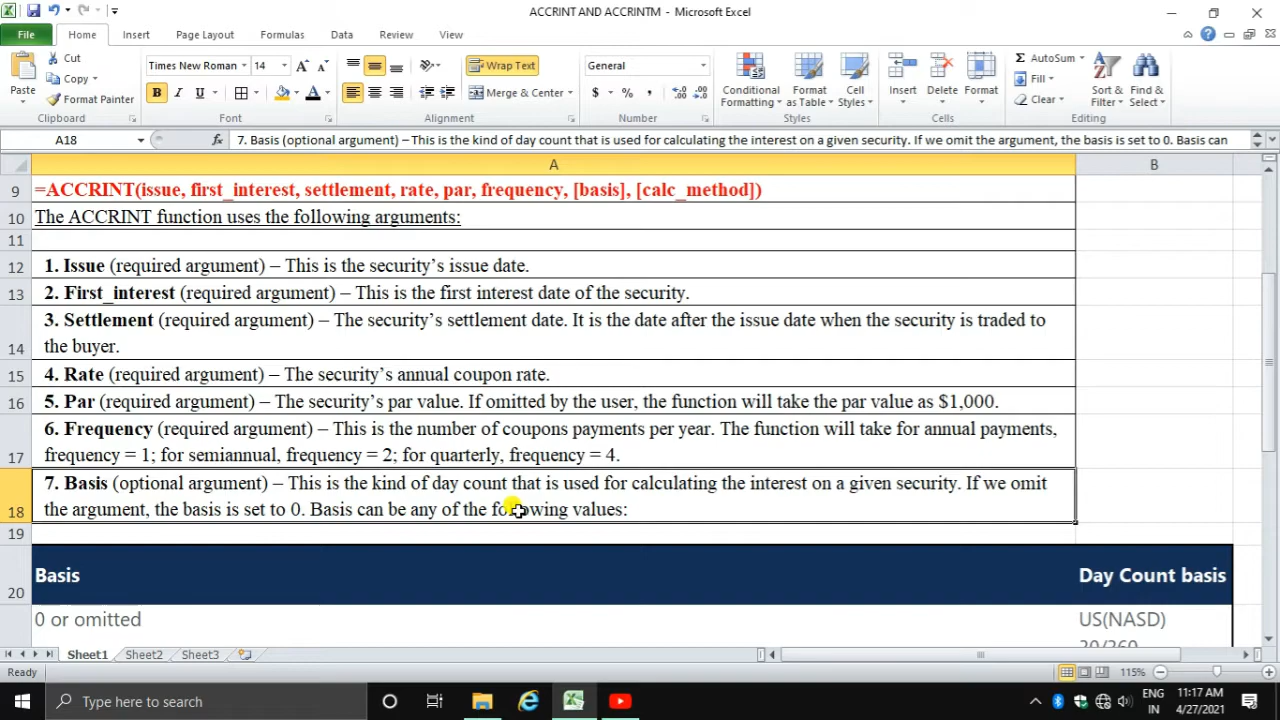 ACCRINT AND ACCRINTM - Microsoft Excel
File Home Insert Page Layout Formulas Data Review View
Paste
Cut
Copy
Format Painter
Clipboard
Times New Roman 14
B I U
Font
Wrap Text
Merge & Center
Alignment
General
$ % ,
Number
Conditional Formatting
Format as Table
Cell Styles
Styles
Insert
Delete
Format
Cells
AutoSum
Fill
Clear
Sort & Filter
Find & Select
Editing
A18 fx 7. Basis (optional argument) – This is the kind of day count that is used for calculating the interest on a given security. If we omit the argument, the basis is set to 0. Basis can
A B
9 =ACCRINT(issue, first_interest, settlement, rate, par, frequency, [basis], [calc_method])
10 The ACCRINT function uses the following arguments:
11
12 1. Issue (required argument) – This is the security's issue date.
13 2. First_interest (required argument) – This is the first interest date of the security.
3. Settlement (required argument) – The security's settlement date. It is the date after the issue date when the security is traded to
14 the buyer.
15 4. Rate (required argument) – The security's annual coupon rate.
16 5. Par (required argument) – The security's par value. If omitted by the user, the function will take the par value as $1,000.
6. Frequency (required argument) – This is the number of coupons payments per year. The function will take for annual payments,
17 frequency = 1; for semiannual, frequency = 2; for quarterly, frequency = 4.
7. Basis (optional argument) – This is the kind of day count that is used for calculating the interest on a given security. If we omit
18 the argument, the basis is set to 0. Basis can be any of the following values:
19
20 Basis Day Count basis
0 or omitted US(NASD)
30/360
Sheet1 Sheet2 Sheet3
Ready 115%
Type here to search
ENG 11:17 AM
IN 4/27/2021